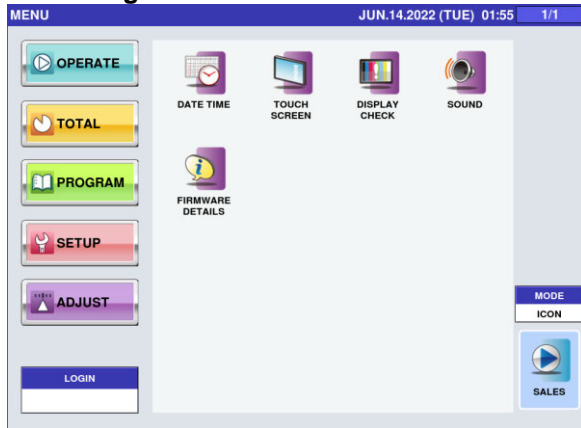 MENU JUN.14.2022 (TUE) 01:55 1/1
OPERATE
TOTAL
PROGRAM
SETUP
ADJUST
LOGIN
DATE TIME
TOUCH
SCREEN
DISPLAY
CHECK
SOUND
FIRMWARE
DETAILS
MODE
ICON
SALES